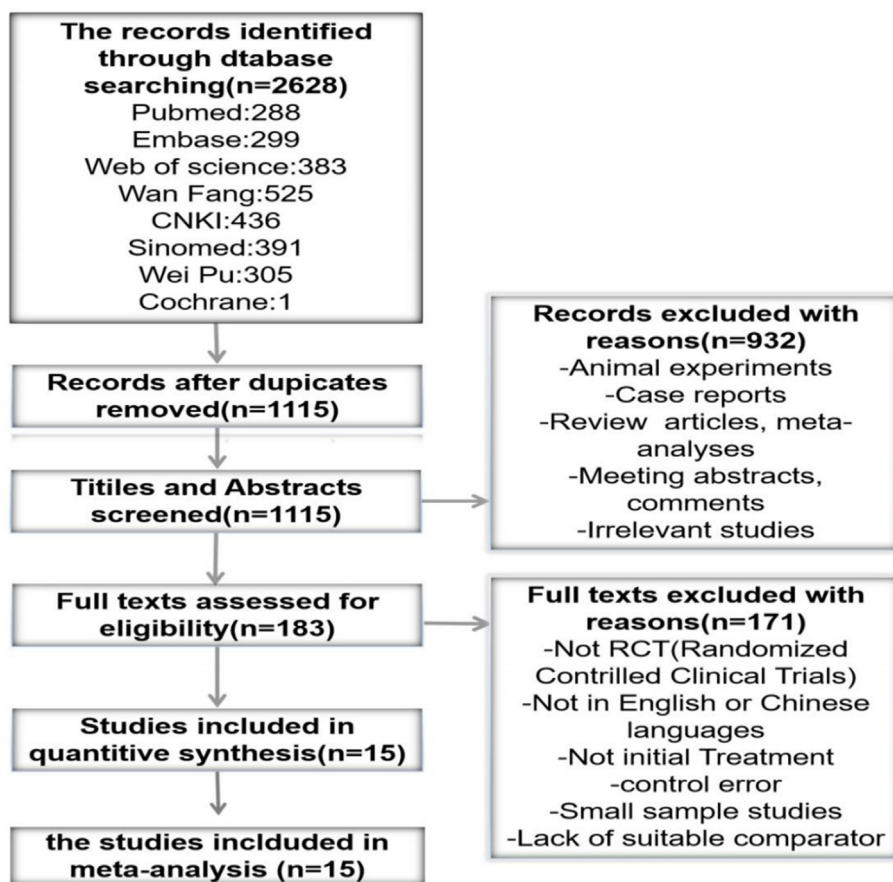 The records identified
through dtabase
searching(n=2628)
Pubmed:288
Embase:299
Web of science:383
Wan Fang:525
CNKI:436
Sinomed:391
Wei Pu:305
Cochrane:1
Records after dupicates
removed(n=1115)
Titiles and Abstracts
screened(n=1115)
Records excluded with
reasons(n=932)
-Animal experiments
-Case reports
-Review articles, meta-
analyses
-Meeting abstracts,
comments
-Irrelevant studies
Full texts assessed for
eligibility(n=183)
Full texts excluded with
reasons(n=171)
-Not RCT(Randomized
Contrilled Clinical Trials)
-Not in English or Chinese
languages
-Not initial Treatment
-control error
-Small sample studies
-Lack of suitable comparator
Studies included in
quantitive synthesis(n=15)
the studies incIduded in
meta-analysis (n=15)